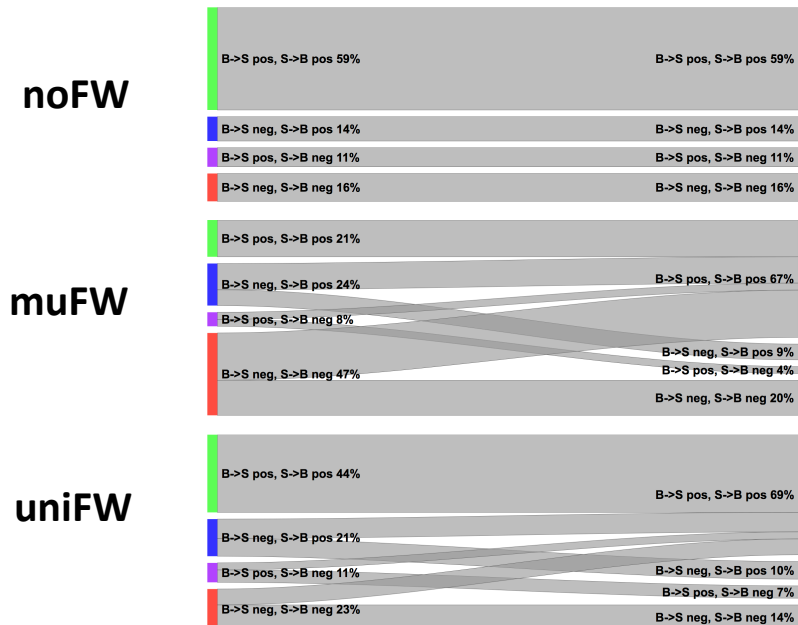 noFW
B->S pos, S->B pos 59% B->S pos, S->B pos 59%
B->S neg, S->B pos 14% B->S neg, S->B pos 14%
B->S pos, S->B neg 11% B->S pos, S->B neg 11%
B->S neg, S->B neg 16% B->S neg, S->B neg 16%
muFW
B->S pos, S->B pos 21%
B->S neg, S->B pos 24% B->S pos, S->B pos 67%
B->S pos, S->B neg 8%
B->S neg, S->B pos 9%
B->S neg, S->B neg 47% B->S pos, S->B neg 4%
B->S neg, S->B neg 20%
uniFW
B->S pos, S->B pos 44%
B->S pos, S->B pos 69%
B->S neg, S->B pos 21%
B->S pos, S->B neg 11% B->S neg, S->B pos 10%
B->S pos, S->B neg 7%
B->S neg, S->B neg 23% B->S neg, S->B neg 14%